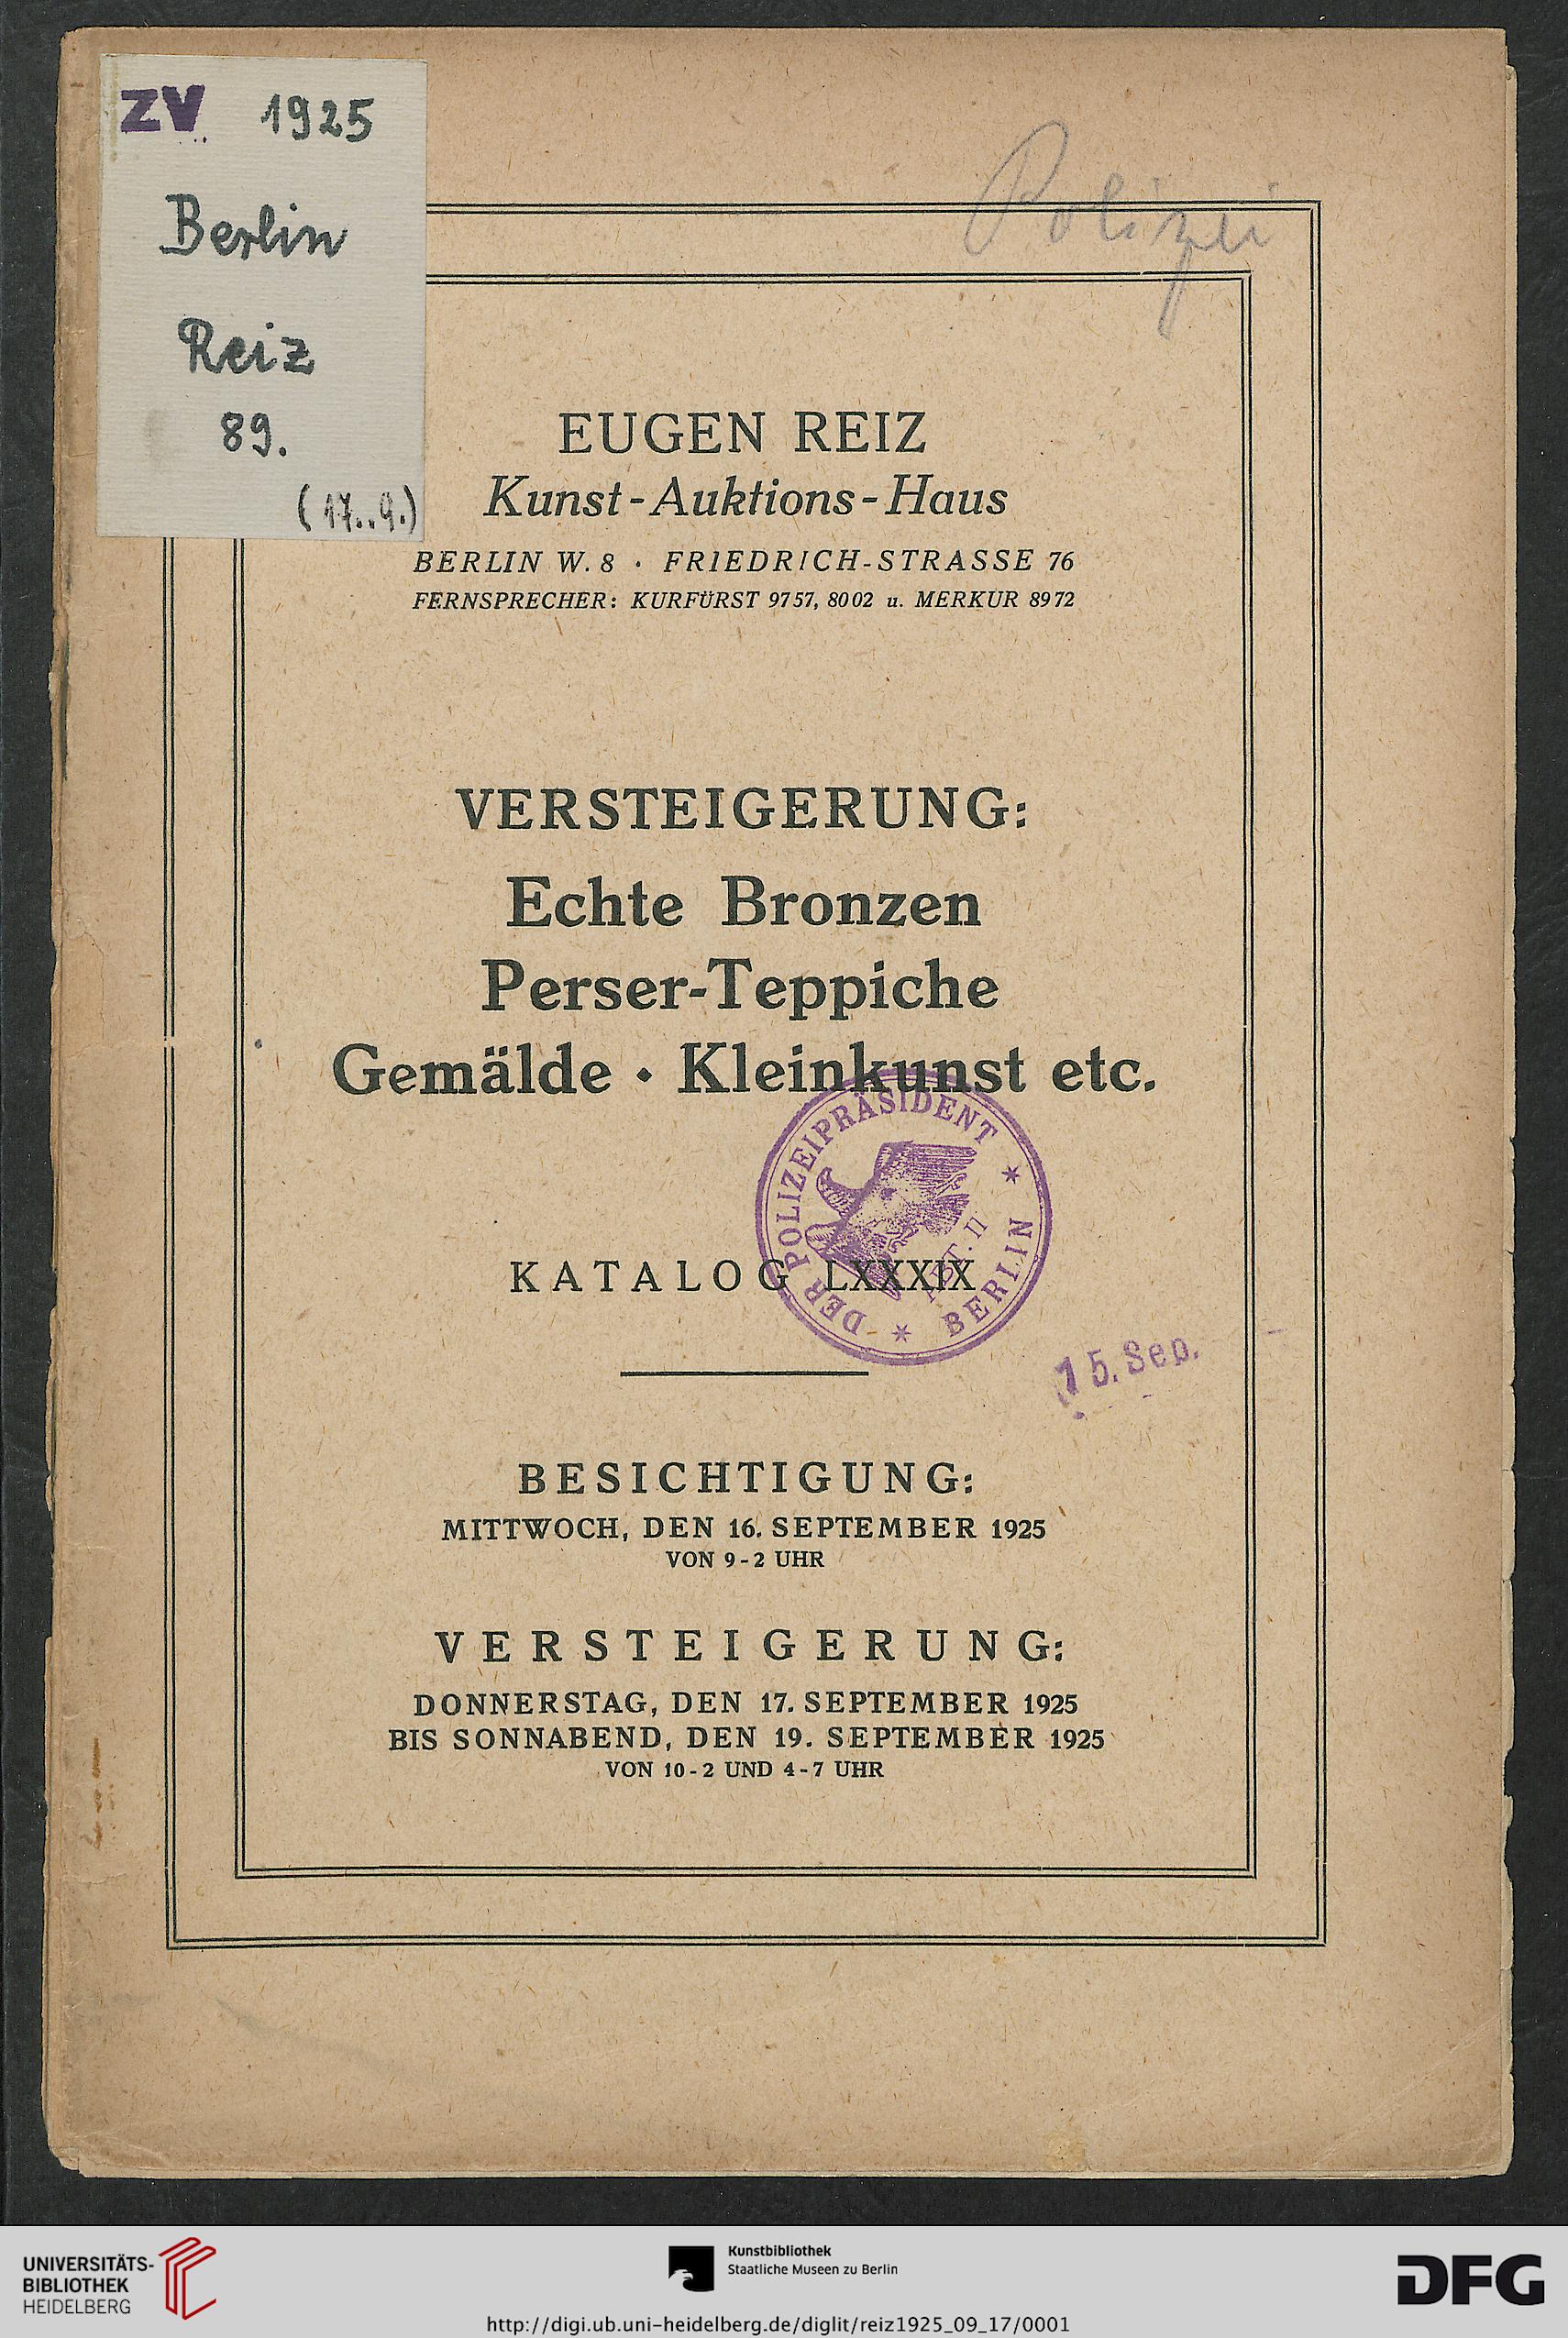 ZV 1925
Berlin
Reiz
89.
(17..9.)
Polizei
EUGEN REIZ
Kunst-Auktions-Haus
BERLIN W. 8 · FRIEDRICH-STRASSE 76
FERNSPRECHER: KURFÜRST 9757, 8002 u. MERKUR 8972
VERSTEIGERUNG:
Echte Bronzen
Perser-Teppiche
Gemälde • Kleinkunst etc.
DER POLIZEIPRÄSIDENT * BERLIN *
ABT. II
KATALOG LXXXIX
15. Sep.
BESICHTIGUNG:
MITTWOCH, DEN 16. SEPTEMBER 1925
VON 9-2 UHR
VERSTEIGERUNG:
DONNERSTAG, DEN 17. SEPTEMBER 1925
BIS SONNABEND, DEN 19. SEPTEMBER 1925
VON 10-2 UND 4-7 UHR
UNIVERSITÄTS-
BIBLIOTHEK
HEIDELBERG
Kunstbibliothek
Staatliche Museen zu Berlin
DFG
http://digi.ub.uni-heidelberg.de/diglit/reiz1925_09_17/0001